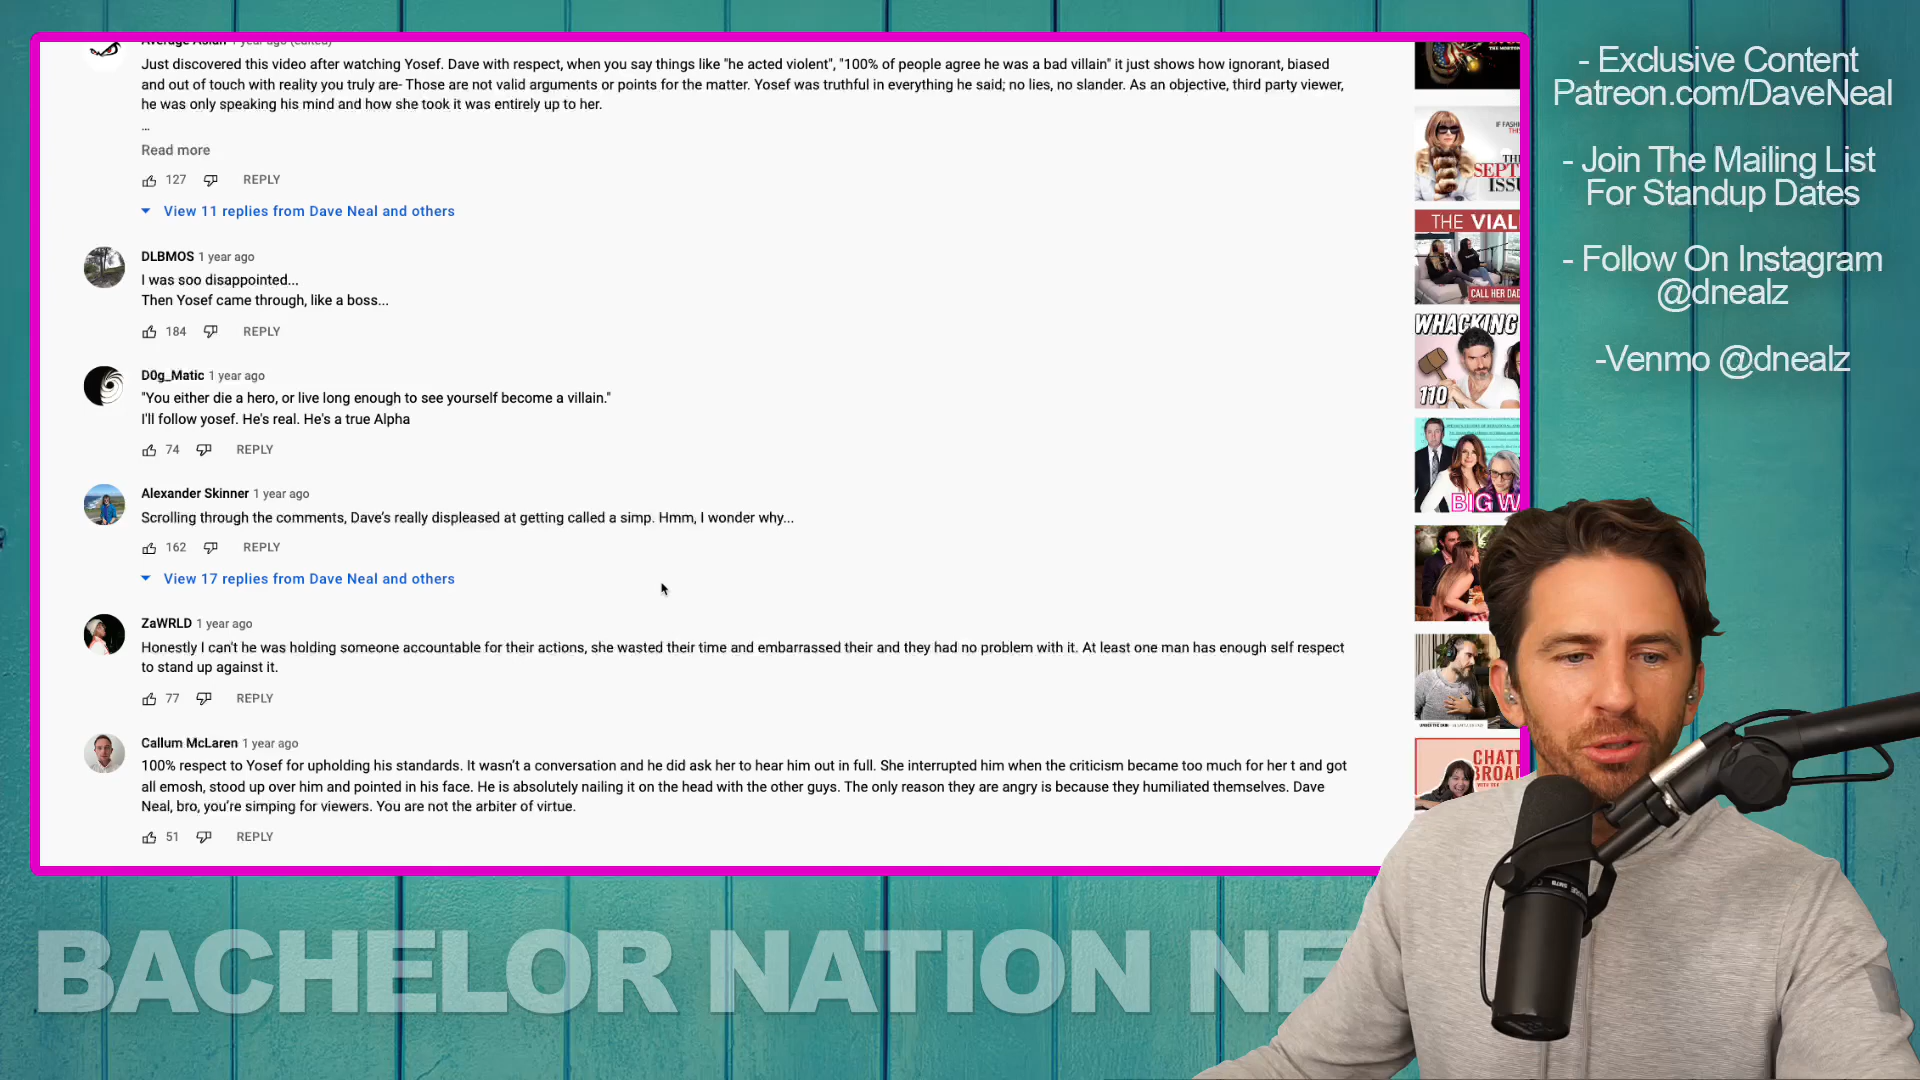 Average Asian 1 year ago (edited)
Just discovered this video after watching Yosef. Dave with respect, when you say things like "he acted violent", "100% of people agree he was a bad villain" it just shows how ignorant, biased
and out of touch with reality you truly are- Those are not valid arguments or points for the matter. Yosef was truthful in everything he said; no lies, no slander. As an objective, third party viewer,
he was only speaking his mind and how she took it was entirely up to her.
...
Read more
127 REPLY
View 11 replies from Dave Neal and others
DLBMOS 1 year ago
I was soo disappointed...
Then Yosef came through, like a boss...
184 REPLY
D0g_Matic 1 year ago
"You either die a hero, or live long enough to see yourself become a villain."
I'll follow yosef. He's real. He's a true Alpha
74 REPLY
Alexander Skinner 1 year ago
Scrolling through the comments, Dave's really displeased at getting called a simp. Hmm, I wonder why...
162 REPLY
View 17 replies from Dave Neal and others
ZaWRLD 1 year ago
Honestly I can't he was holding someone accountable for their actions, she wasted their time and embarrassed their and they had no problem with it. At least one man has enough self respect
to stand up against it.
77 REPLY
Callum McLaren 1 year ago
100% respect to Yosef for upholding his standards. It wasn't a conversation and he did ask her to hear him out in full. She interrupted him when the criticism became too much for her t and got
all emosh, stood up over him and pointed in his face. He is absolutely nailing it on the head with the other guys. The only reason they are angry is because they humiliated themselves. Dave
Neal, bro, you're simping for viewers. You are not the arbiter of virtue.
51 REPLY
IF FASH
THE
SEPT
ISSU
THE VIAL
CALL HER DAD
WHACKING
110
BIG W
CHATT
BROA
- Exclusive Content
Patreon.com/DaveNeal
- Join The Mailing List
For Standup Dates
- Follow On Instagram
@dnealz
-Venmo @dnealz
BACHELOR NATION NE